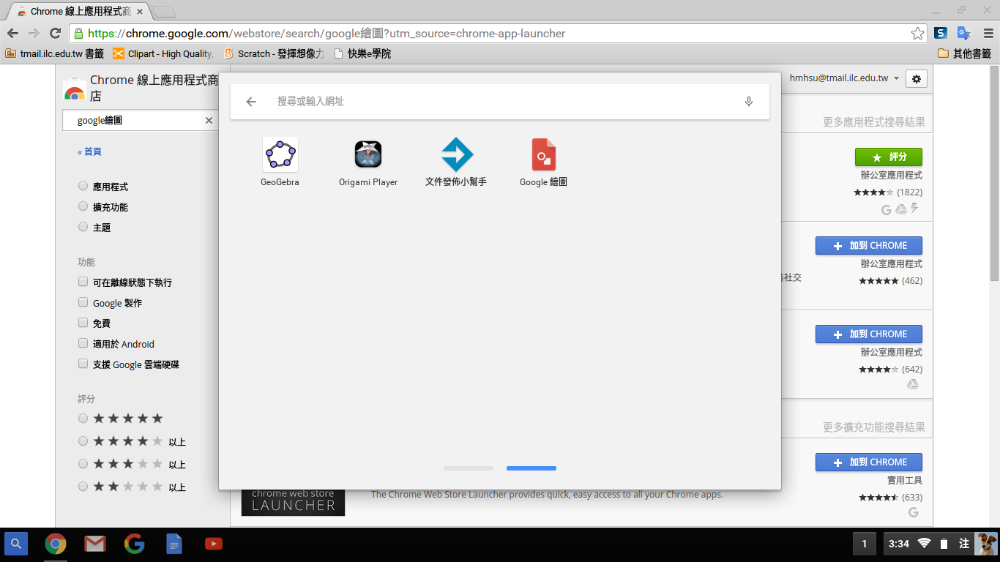 Chrome 線上應用程式商
https://chrome.google.com/webstore/search/google繪圖?utm_source=chrome-app-launcher
tmail.ilc.edu.tw 書籤
Clipart - High Quality,
Scratch - 發揮想像力
快樂e學院
其他書籤
Chrome 線上應用程式商
店
hmhsu@tmail.ilc.edu.tw
google繪圖
« 首頁
應用程式
擴充功能
主題
功能
可在離線狀態下執行
Google 製作
免費
適用於 Android
支援 Google 雲端硬碟
評分
以上
以上
以上
搜尋或輸入網址
GeoGebra
Origami Player
文件發佈小幫手
Google 繪圖
更多應用程式搜尋結果
評分
辦公室應用程式
(1822)
加到 CHROME
辦公室應用程式
社交
(462)
加到 CHROME
辦公室應用程式
(642)
更多擴充功能搜尋結果
加到 CHROME
實用工具
(633)
chrome web store
LAUNCHER
The Chrome Web Store Launcher provides quick, easy access to all your Chrome apps.
1
3:34
注